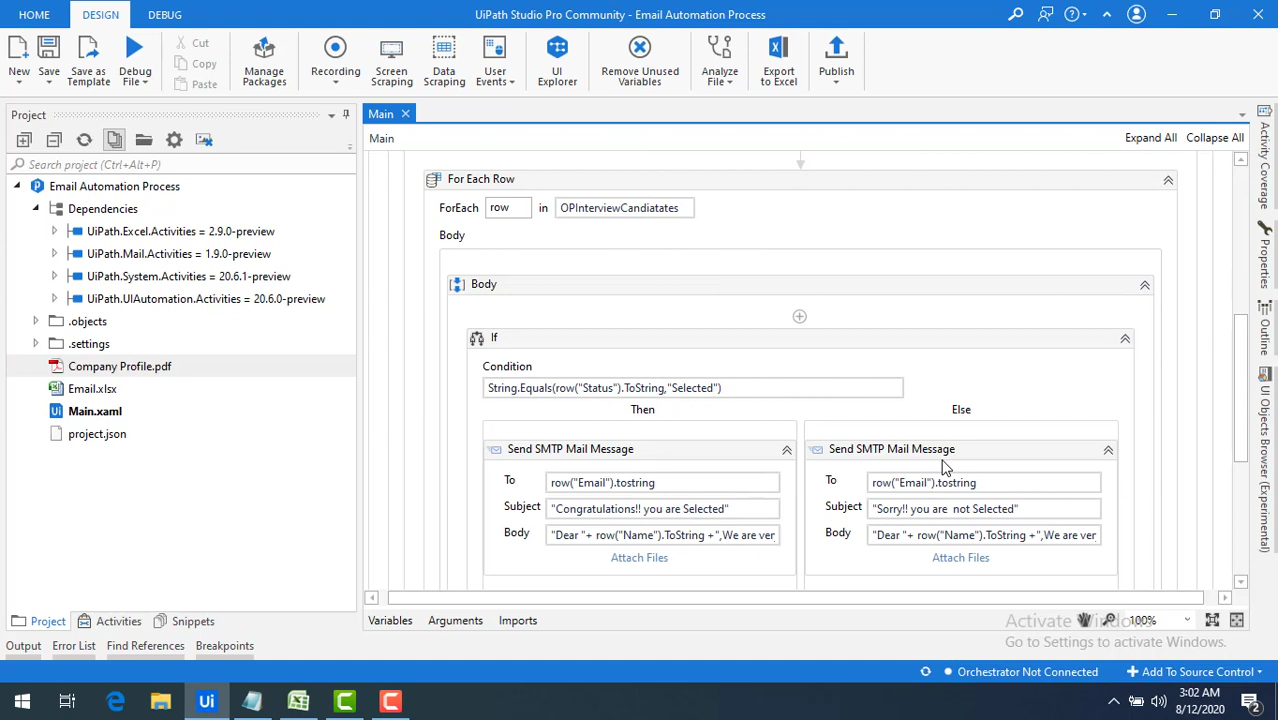 HOME DESIGN DEBUG UiPath Studio Pro Community - Email Automation Process
New Save Save as Template Debug File Cut Copy Paste Manage Packages Recording Screen Scraping Data Scraping User Events UI Explorer Remove Unused Variables Analyze File Export to Excel Publish
Project
Search project (Ctrl+Alt+P)
Email Automation Process
Dependencies
UiPath.Excel.Activities = 2.9.0-preview
UiPath.Mail.Activities = 1.9.0-preview
UiPath.System.Activities = 20.6.1-preview
UiPath.UIAutomation.Activities = 20.6.0-preview
.objects
.settings
Company Profile.pdf
Email.xlsx
Main.xaml
project.json
Project Activities Snippets
Main
Main Expand All Collapse All
For Each Row
ForEach row in OPInterviewCandiatates
Body
Body
If
Condition
String.Equals(row("Status").ToString,"Selected")
Then Else
Send SMTP Mail Message Send SMTP Mail Message
To row("Email").tostring To row("Email").tostring
Subject "Congratulations!! you are Selected" Subject "Sorry!! you are  not Selected"
Body "Dear "+ row("Name").ToString +",We are ver Body "Dear "+ row("Name").ToString +",We are ver
Attach Files Attach Files
Variables Arguments Imports 100%
Activity Coverage
Properties
Outline
UI Objects Browser (Experimental)
Activate Windows
Go to Settings to activate Windows.
Output Error List Find References Breakpoints
Orchestrator Not Connected Add To Source Control
Ui 3:02 AM
8/12/2020 2